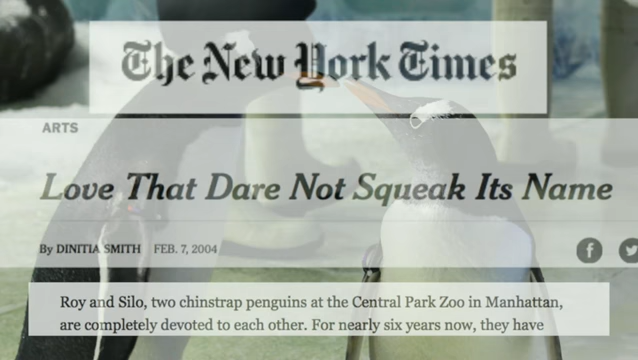 The New York Times
ARTS
Love That Dare Not Squeak Its Name
By DINITIA SMITH FEB. 7, 2004
Roy and Silo, two chinstrap penguins at the Central Park Zoo in Manhattan,
are completely devoted to each other. For nearly six years now, they have